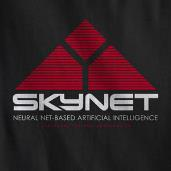 SKYNET
NEURAL NET-BASED ARTIFICIAL INTELLIGENCE